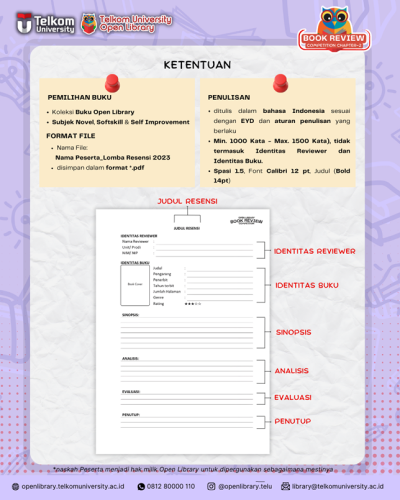 Telkom University
Telkom University Open Library
BOOK REVIEW
COMPETITION CHAPTER-2
KETENTUAN
PEMILIHAN BUKU
• Koleksi Buku Open Library
• Subjek Novel, Softskill & Self Improvement
FORMAT FILE
• Nama File:
Nama Peserta_Lomba Resensi 2023
• disimpan dalam format *.pdf
PENULISAN
• ditulis dalam bahasa Indonesia sesuai
dengan EYD dan aturan penulisan yang
berlaku
• Min. 1000 Kata - Max. 1500 Kata), tidak
termasuk Identitas Reviewer dan
Identitas Buku.
• Spasi 1.5, Font Calibri 12 pt, Judul (Bold
14pt)
JUDUL RESENSI
BOOK REVIEW
JUDUL RESENSI
IDENTITAS REVIEWER
Nama Reviewer :
Unit/ Prodi :
NIM/ NIP :
IDENTITAS REVIEWER
IDENTITAS BUKU
Book Cover
Judul :
Pengarang :
Penerbit :
Tahun terbit :
Jumlah Halaman :
Genre :
Rating : ★★★☆☆
IDENTITAS BUKU
SINOPSIS:
SINOPSIS
ANALISIS:
ANALISIS
EVALUASI:
EVALUASI
PENUTUP:
PENUTUP
*naskah Peserta menjadi hak milik Open Library untuk dipergunakan sebagaimana mestinya
openlibrary.telkomuniversity.ac.id
0812 80000 110
@openlibrary.telu
library@telkomuniversity.ac.id